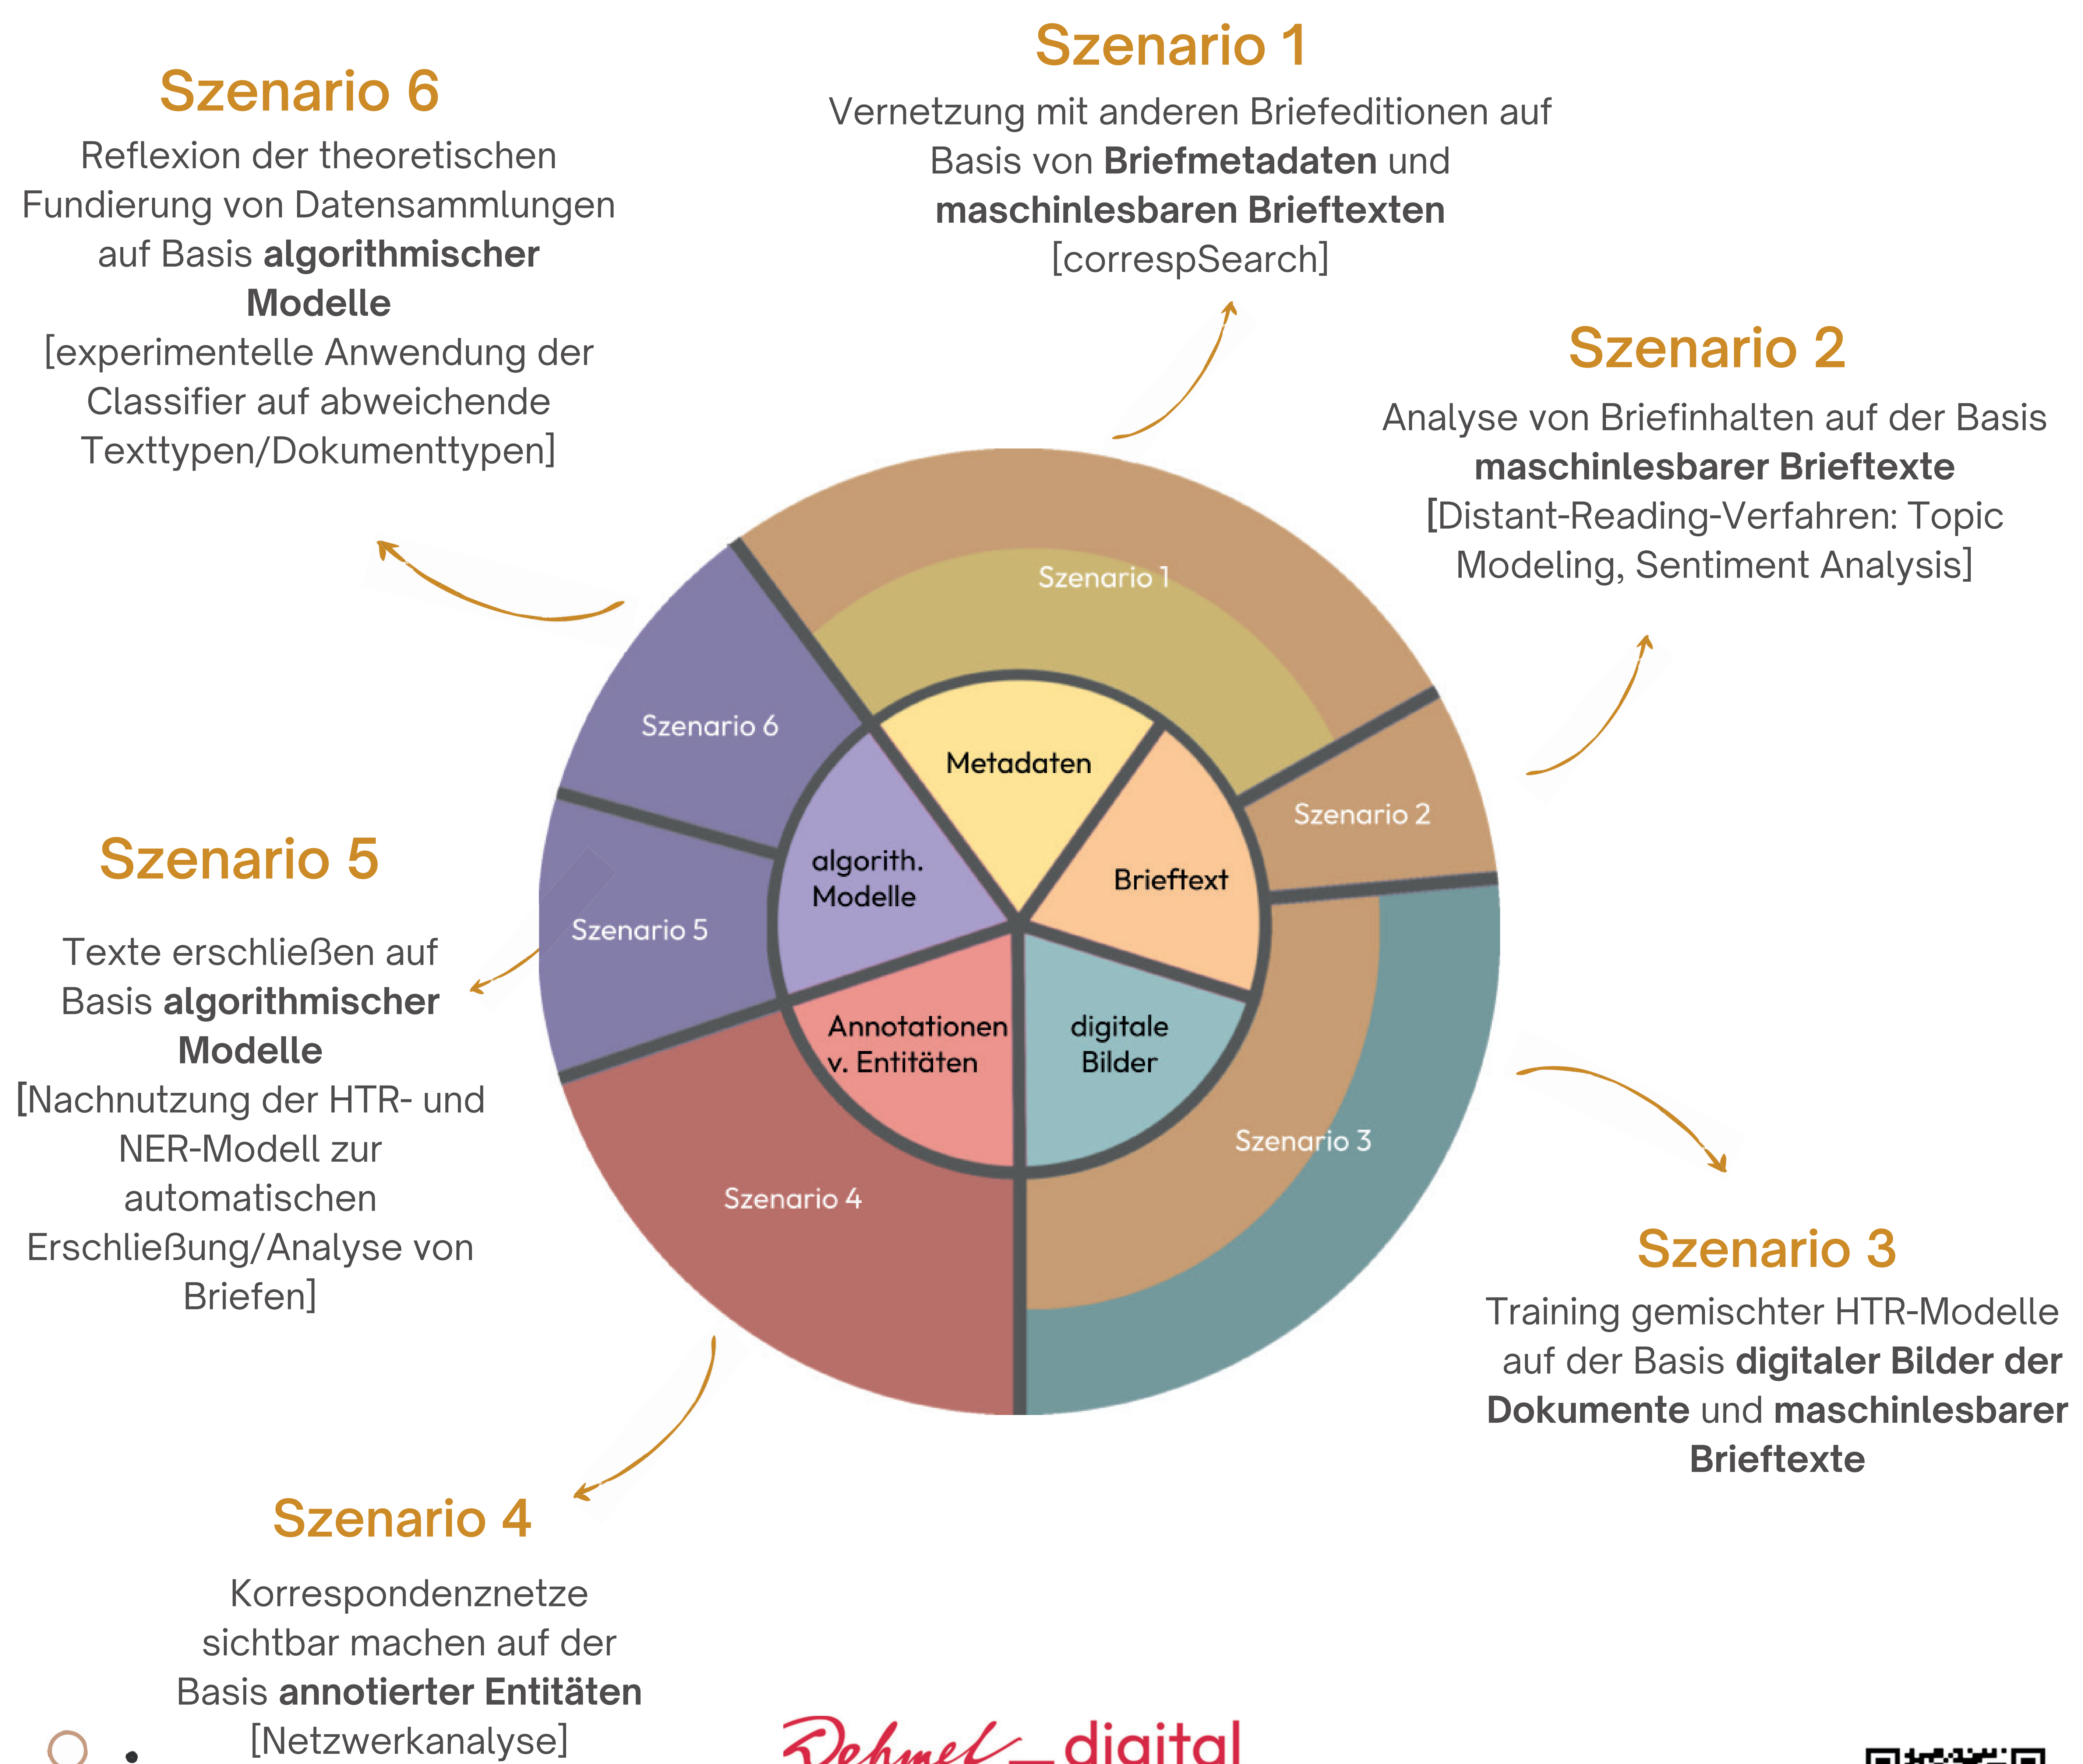 Szenario 1
Vernetzung mit anderen Briefeditionen auf
Basis von Briefmetadaten und
maschinlesbaren Brieftexten
[correspSearch]
Szenario 2
Analyse von Briefinhalten auf der Basis
maschinlesbarer Brieftexte
[Distant-Reading-Verfahren: Topic
Modeling, Sentiment Analysis]
Szenario 3
Training gemischter HTR-Modelle
auf der Basis digitaler Bilder der
Dokumente und maschinlesbarer
Brieftexte
Szenario 4
Korrespondenznetze
sichtbar machen auf der
Basis annotierter Entitäten
[Netzwerkanalyse]
Szenario 5
Texte erschließen auf
Basis algorithmischer
Modelle
[Nachnutzung der HTR- und
NER-Modell zur
automatischen
Erschließung/Analyse von
Briefen]
Szenario 6
Reflexion der theoretischen
Fundierung von Datensammlungen
auf Basis algorithmischer
Modelle
[experimentelle Anwendung der
Classifier auf abweichende
Texttypen/Dokumenttypen]
Szenario 1
Szenario 2
Szenario 3
Szenario 4
Szenario 5
Szenario 6
Metadaten
Brieftext
digitale
Bilder
Annotationen
v. Entitäten
algorith.
Modelle
Dehmel_digital